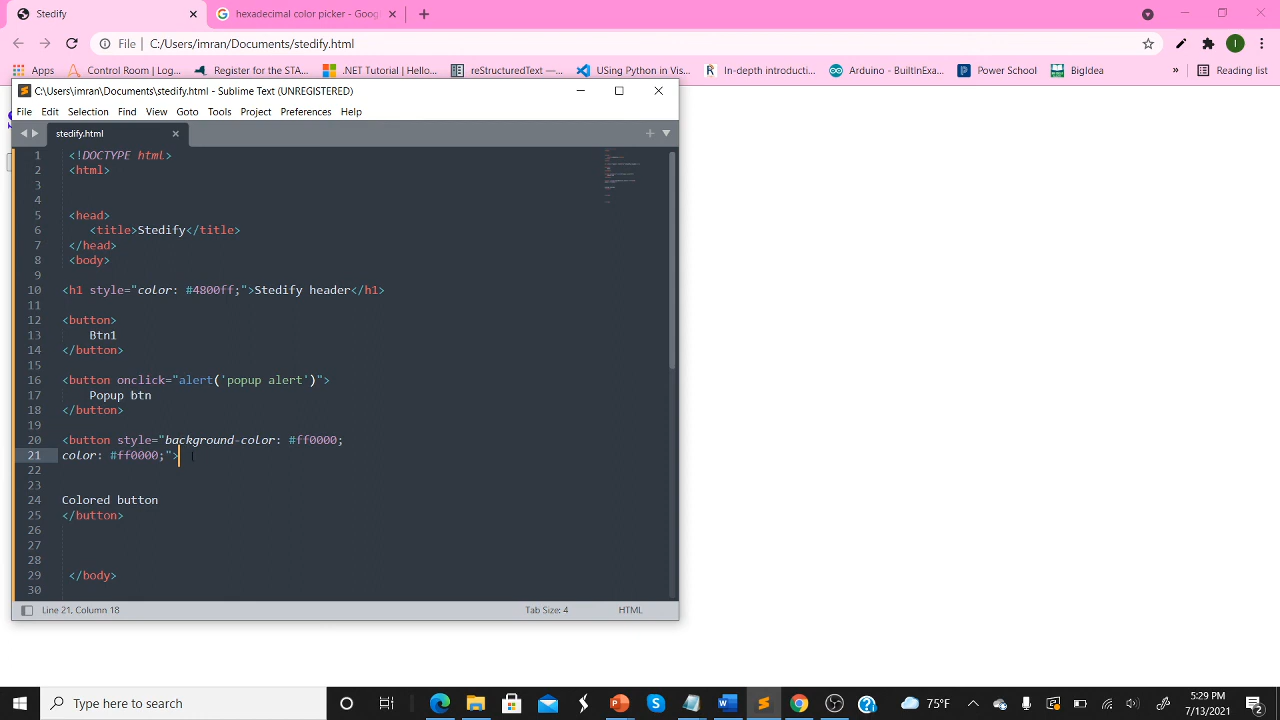 Stedify
hexadecimal color picker - Goog
File
C:/Users/imran/Documents/stedify.html
I
Apps
Control Room | Log...
Register for the STA...
.NET Tutorial | Hello...
reStructuredText —...
Using Python in Vis...
In-depth introducti...
Arduino - BuiltInExa...
Power School
BigIdea
»
Reading list
C:\Users\imran\Documents\stedify.html - Sublime Text (UNREGISTERED)
File Edit Selection Find View Goto Tools Project Preferences Help
stedify.html
1 <!DOCTYPE html>
2 <html>
3
4
5 <head>
6 <title>Stedify</title>
7 </head>
8 <body>
9
10 <h1 style="color: #4800ff;">Stedify header</h1>
11
12 <button>
13 Btn1
14 </button>
15
16 <button onclick="alert('popup alert')">
17 Popup btn
18 </button>
19
20 <button style="background-color: #ff0000;
21 color: #ff0000;">
22
23
24 Colored button
25 </button>
26
27
28
29 </body>
30
Line 21, Column 18
Tab Size: 4
HTML
Type here to search
75°F
5:29 PM
7/13/2021
2